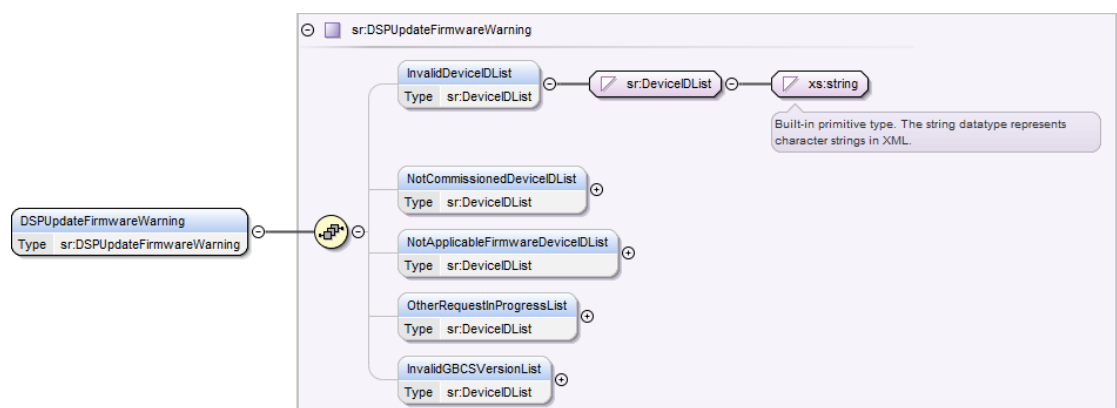 sr:DSPUpdateFirmwareWarning
InvalidDeviceIDList
Type sr:DeviceIDList
sr:DeviceIDList
xs:string
Built-in primitive type. The string datatype represents
character strings in XML.
NotCommissionedDeviceIDList
Type sr:DeviceIDList
DSPUpdateFirmwareWarning
Type sr:DSPUpdateFirmwareWarning
NotApplicableFirmwareDeviceIDList
Type sr:DeviceIDList
OtherRequestInProgressList
Type sr:DeviceIDList
InvalidGBCSVersionList
Type sr:DeviceIDList